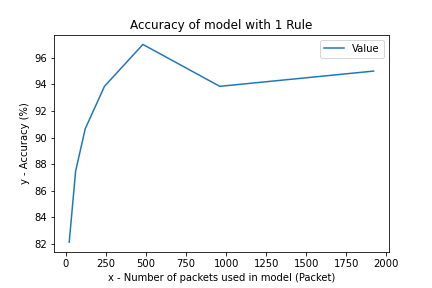 Accuracy of model with 1 Rule
Value
96
94
92
90
88
86
84
82
y - Accuracy (%)
0 250 500 750 1000 1250 1500 1750 2000
x - Number of packets used in model (Packet)